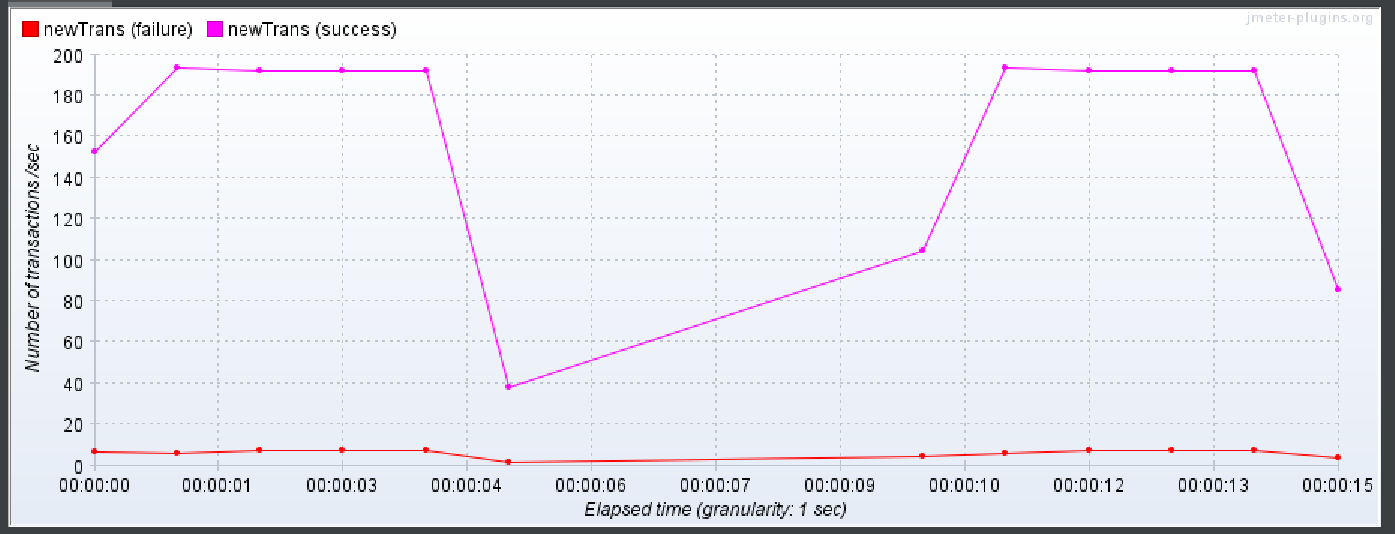 jmeter-plugins.org
newTrans (failure) newTrans (success)
Number of transactions /sec
200
180
160
140
120
100
80
60
40
20
0
00:00:00 00:00:01 00:00:03 00:00:04 00:00:06 00:00:07 00:00:09 00:00:10 00:00:12 00:00:13 00:00:15
Elapsed time (granularity: 1 sec)